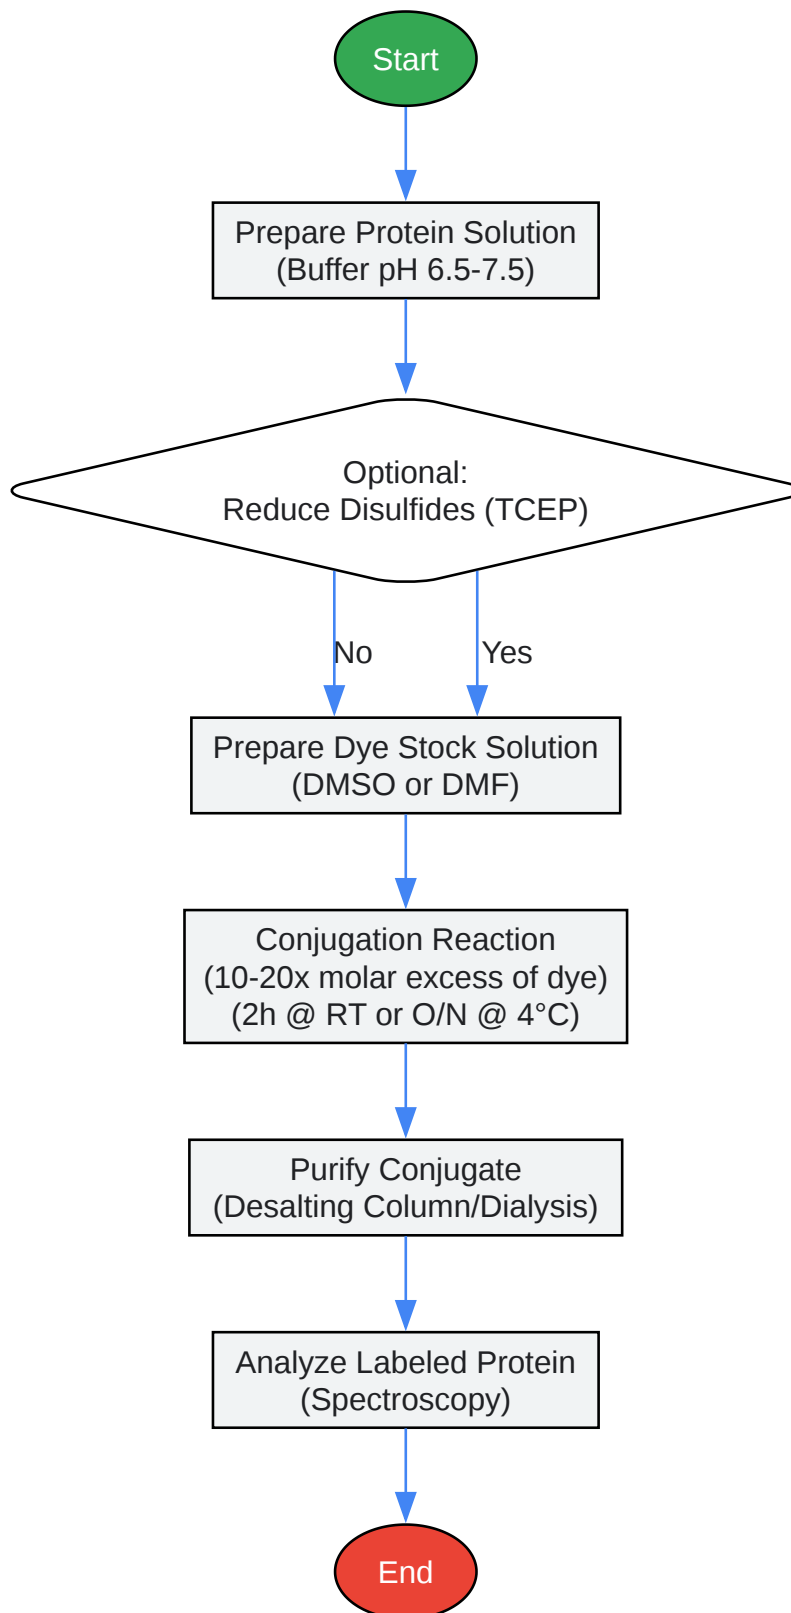 Start
Prepare Protein Solution
(Buffer pH 6.5-7.5)
Optional:
Reduce Disulfides (TCEP)
No
Yes
Prepare Dye Stock Solution
(DMSO or DMF)
Conjugation Reaction
(10-20x molar excess of dye)
(2h @ RT or O/N @ 4°C)
Purify Conjugate
(Desalting Column/Dialysis)
Analyze Labeled Protein
(Spectroscopy)
End